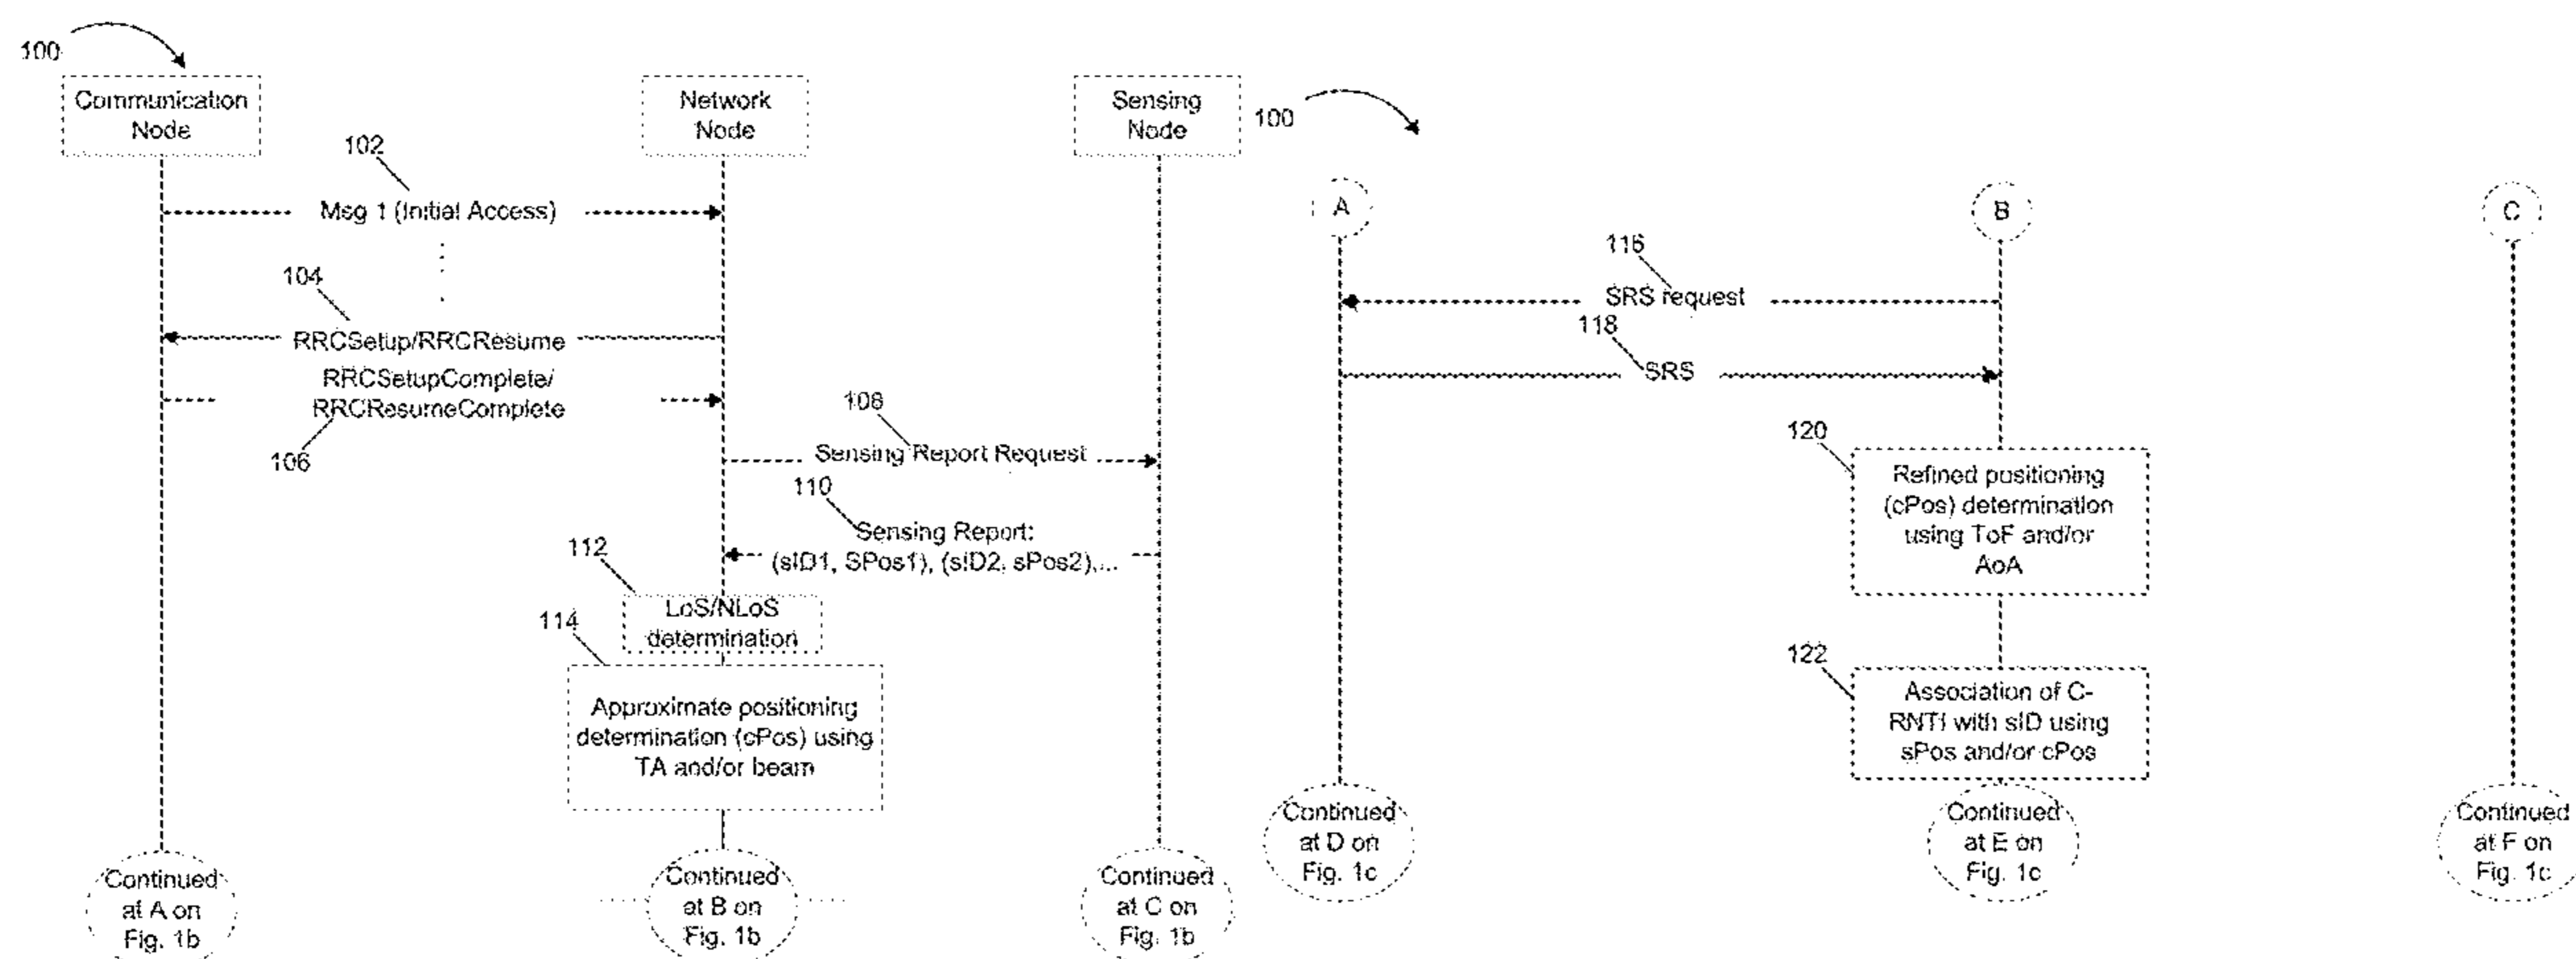 100
Communication
Node
Network
Node
Sensing
Node
102
Msg 1 (Initial Access)
104
RRCSetup/RRCResume
RRCSetupComplete/
RRCResumeComplete
106
108
Sensing Report Request
110
Sensing Report:
(sID1, SPos1), (sID2, sPos2),...
112
LoS/NLoS
determination
114
Approximate positioning
determination (cPos) using
TA and/or beam
Continued
at A on
Fig. 1b
Continued
at B on
Fig. 1b
Continued
at C on
Fig. 1b
100
A
B
C
116
SRS request
118
SRS
120
Refined positioning
(cPos) determination
using ToF and/or
AoA
122
Association of C-
RNTI with sID using
sPos and/or cPos
Continued
at D on
Fig. 1c
Continued
at E on
Fig. 1c
Continued
at F on
Fig. 1c